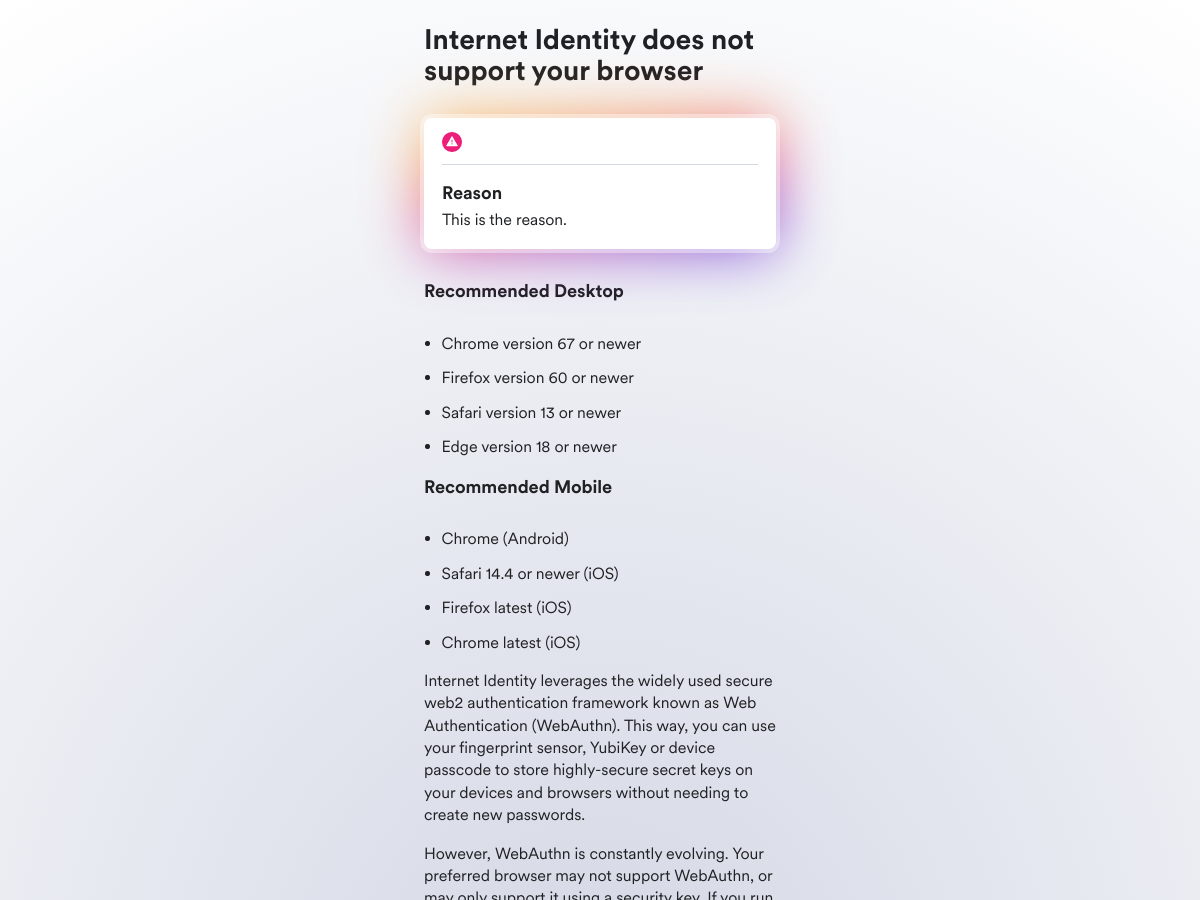 Internet Identity does not
support your browser
Reason
This is the reason.
Recommended Desktop
• Chrome version 67 or newer
• Firefox version 60 or newer
• Safari version 13 or newer
• Edge version 18 or newer
Recommended Mobile
• Chrome (Android)
• Safari 14.4 or newer (iOS)
• Firefox latest (iOS)
• Chrome latest (iOS)
Internet Identity leverages the widely used secure
web2 authentication framework known as Web
Authentication (WebAuthn). This way, you can use
your fingerprint sensor, YubiKey or device
passcode to store highly-secure secret keys on
your devices and browsers without needing to
create new passwords.
However, WebAuthn is constantly evolving. Your
preferred browser may not support WebAuthn, or
may only support it using a security key. If you run